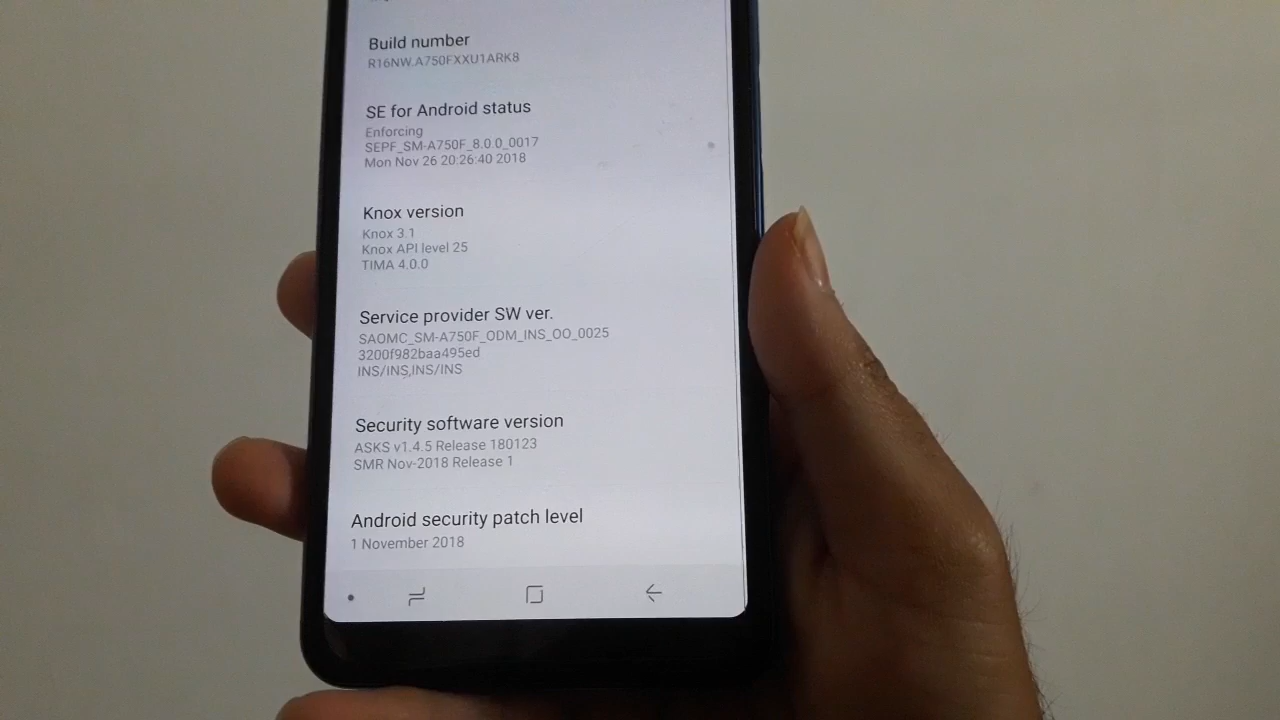 Build number
R16NW.A750FXXU1ARK8
SE for Android status
Enforcing
SEPF_SM-A750F_8.0.0_0017
Mon Nov 26 20:26:40 2018
Knox version
Knox 3.1
Knox API level 25
TIMA 4.0.0
Service provider SW ver.
SAOMC_SM-A750F_ODM_INS_OO_0025
3200f982baa495ed
INS/INS,INS/INS
Security software version
ASKS v1.4.5 Release 180123
SMR Nov-2018 Release 1
Android security patch level
1 November 2018